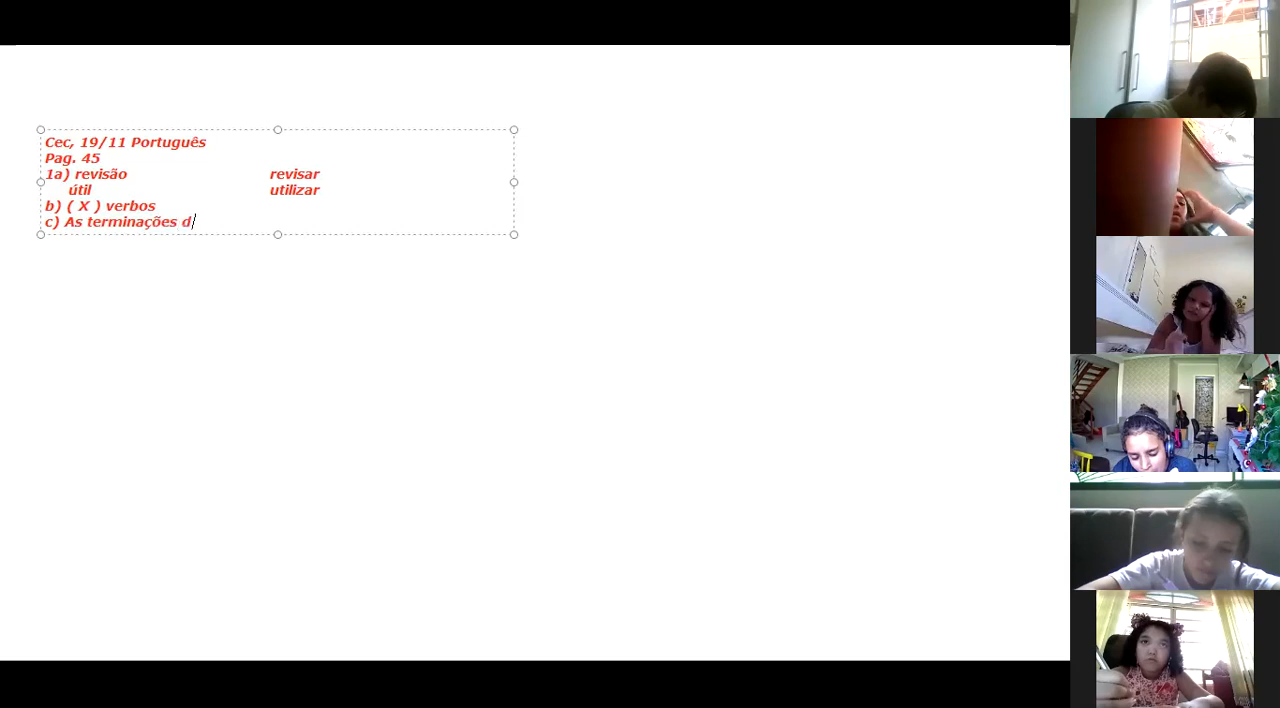 Cec, 19/11 Português
Pag. 45
1a) revisão revisar
útil utilizar
b) ( X ) verbos
c) As terminações d